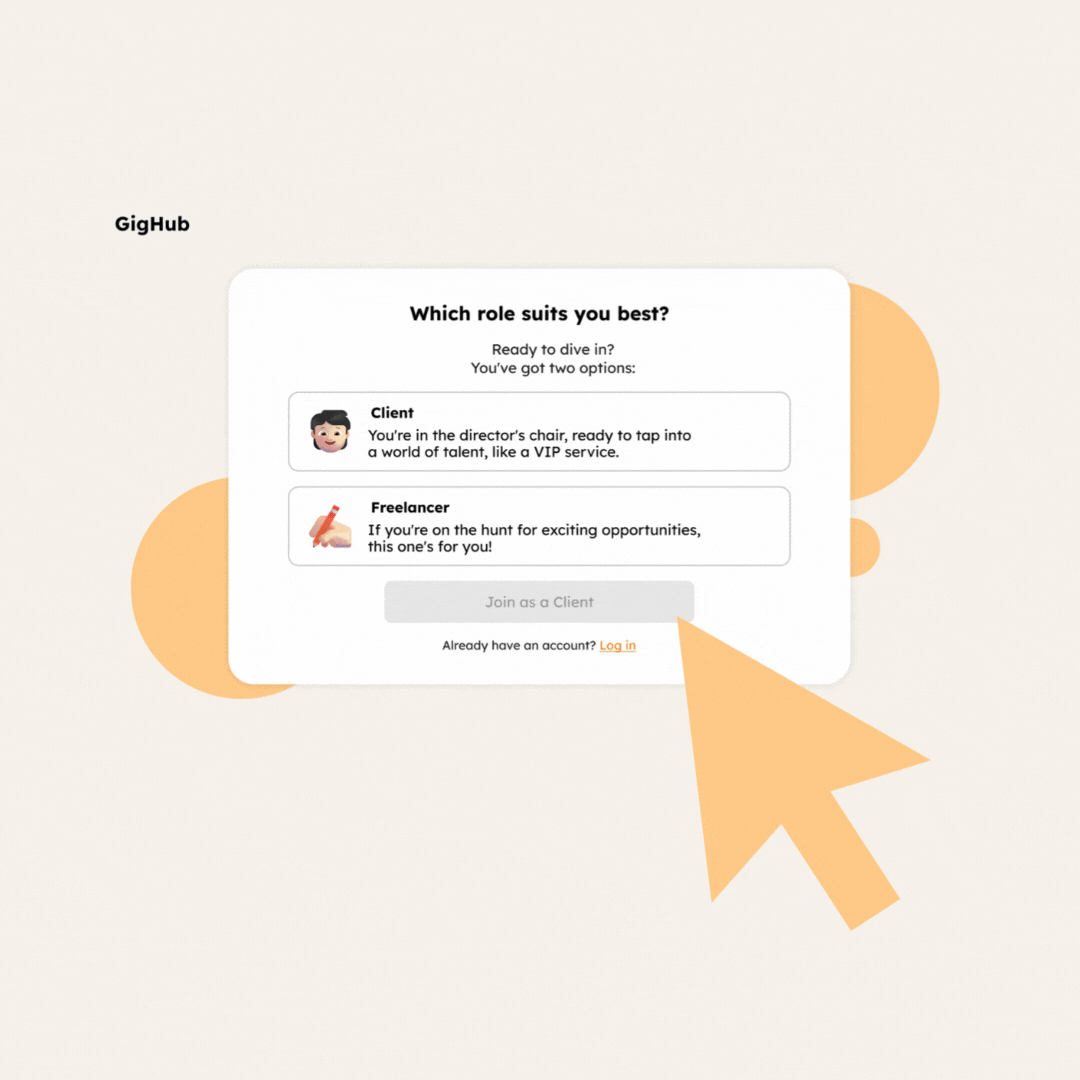 GigHub
Which role suits you best?
Ready to dive in?
You've got two options:
Client
You're in the director's chair, ready to tap into
a world of talent, like a VIP service.
Freelancer
If you're on the hunt for exciting opportunities,
this one's for you!
Join as a Client
Already have an account? Log in